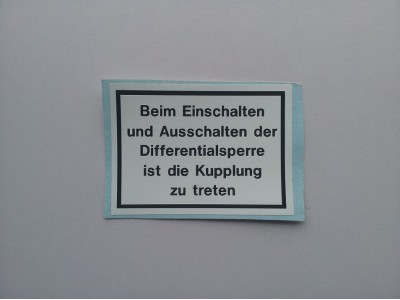 Beim Einschalten
und Ausschalten der
Differentialsperre
ist die Kupplung
zu treten